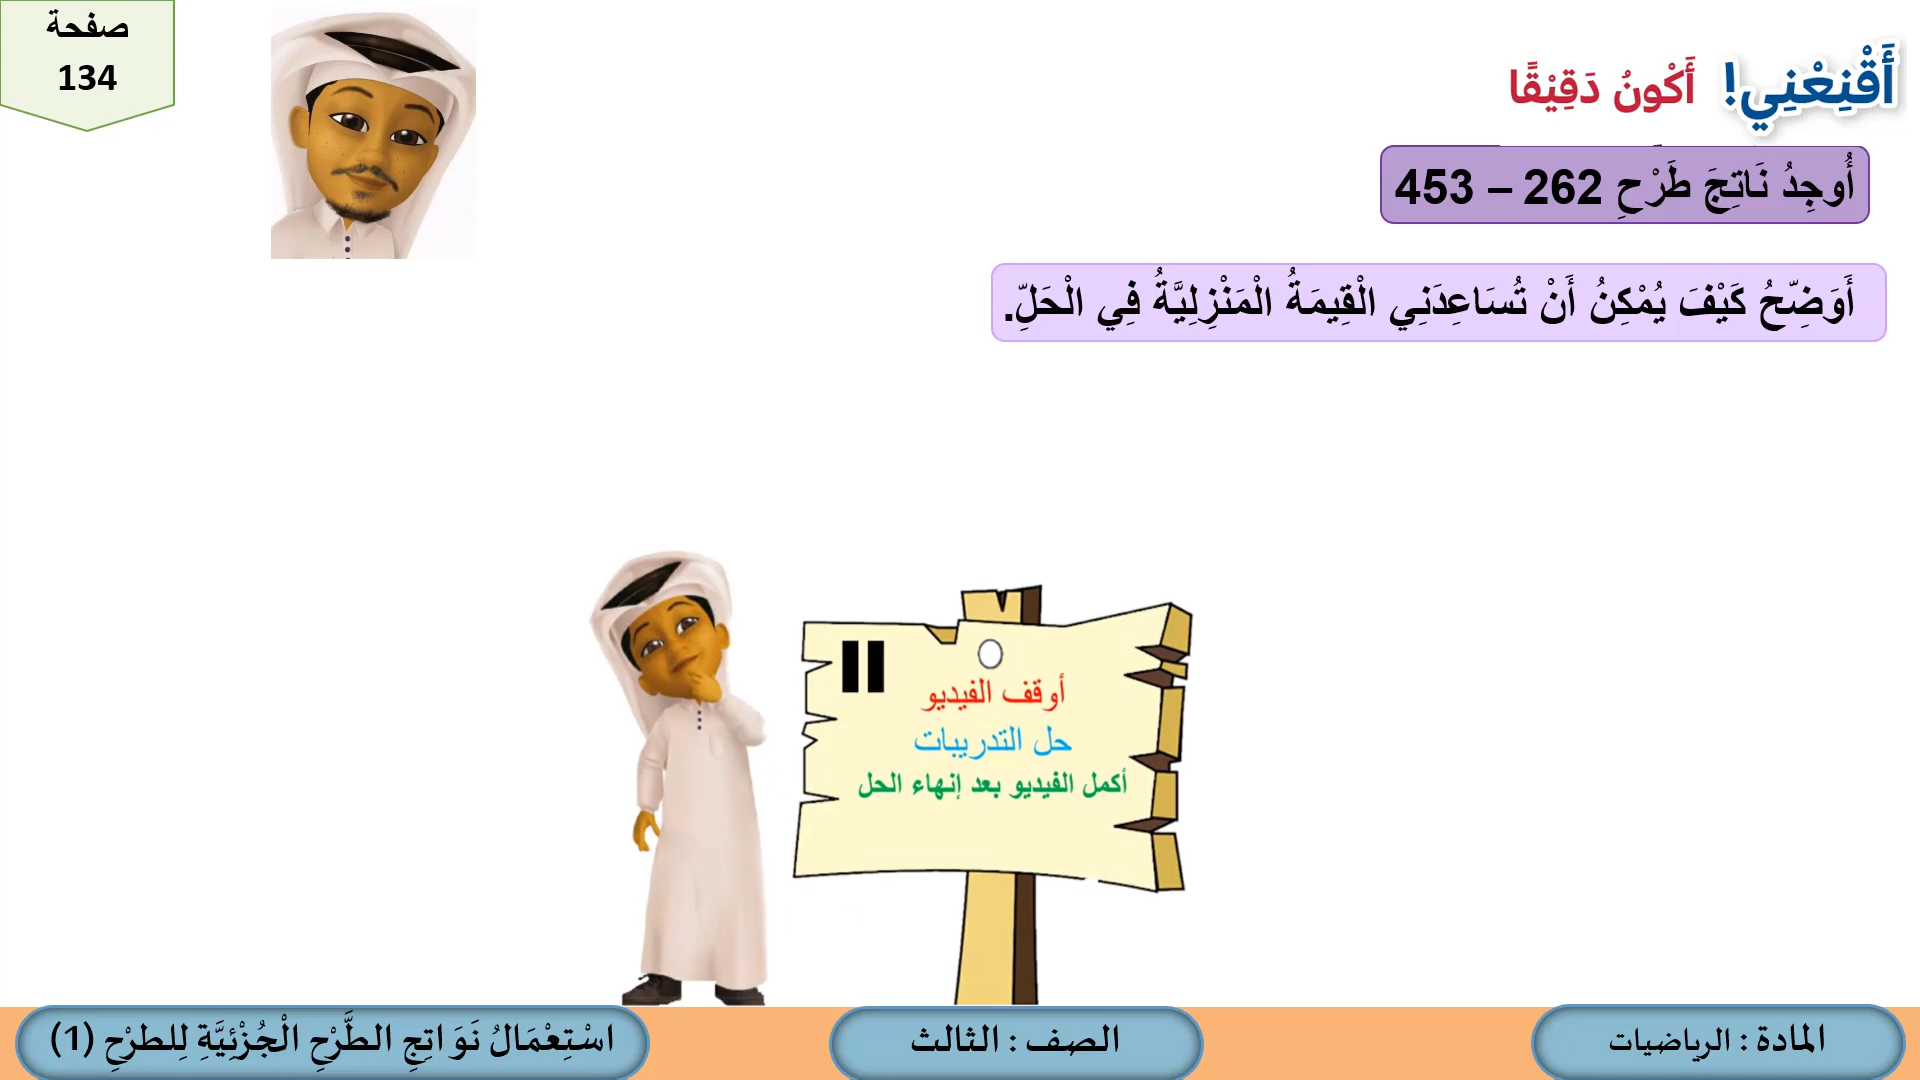 صفحة
134
أَقْنِعْنِي! أَكْونُ دَقِيْقًا
أُوجِدُ نَاتِجَ طَرْحِ 262 – 453
أَوَضِّحُ كَيْفَ يُمْكِنُ أَنْ تُسَاعِدَنِي الْقِيمَةُ الْمَنْزِلِيَّةُ فِي الْحَلِّ.
أوقف الفيديو
حل التدريبات
أكمل الفيديو بعد إنهاء الحل
المادة : الرياضيات
الصف : الثالث
اسْتِعْمَالُ نَوَاتِجِ الطَّرْحِ الْجُزْئِيَّةِ لِلطرْحِ (1)